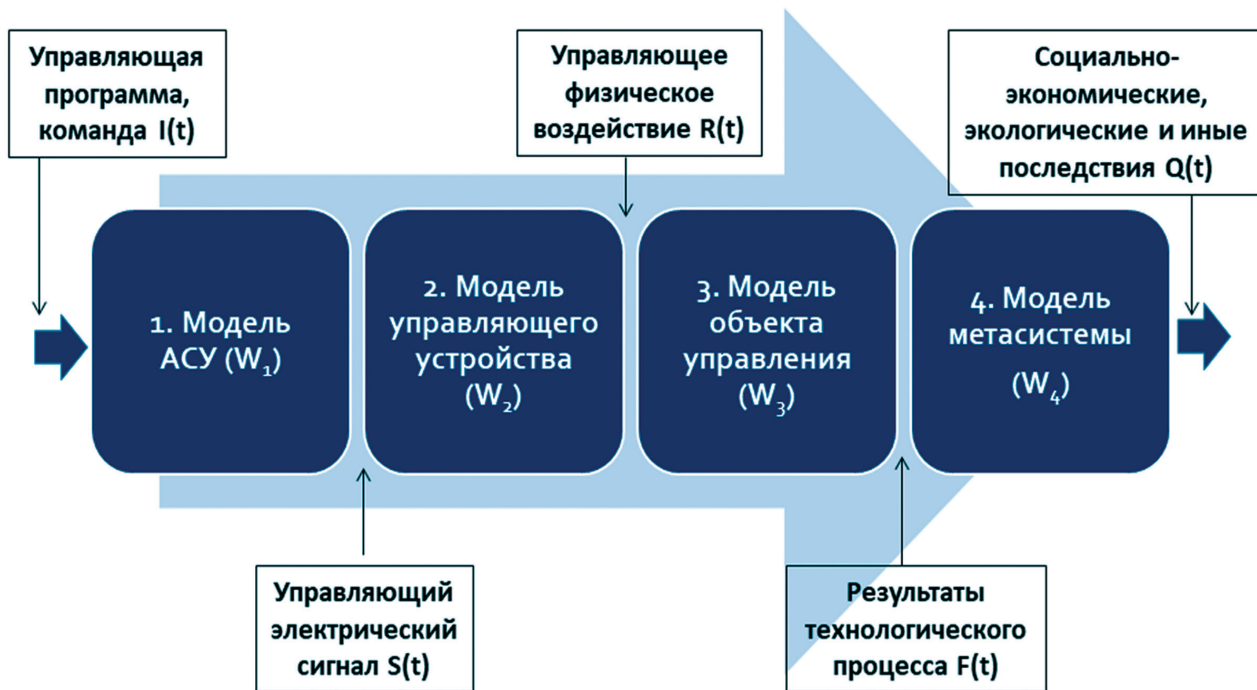 Управляющая
программа,
команда I(t)
Управляющее
физическое
воздействие R(t)
Социально-
экономические,
экологические и иные
последствия Q(t)
1. Модель
АСУ (W₁)
2. Модель
управляющего
устройства
(W₂)
3. Модель
объекта
управления
(W₃)
4. Модель
метасистемы
(W₄)
Управляющий
электрический
сигнал S(t)
Результаты
технологического
процесса F(t)